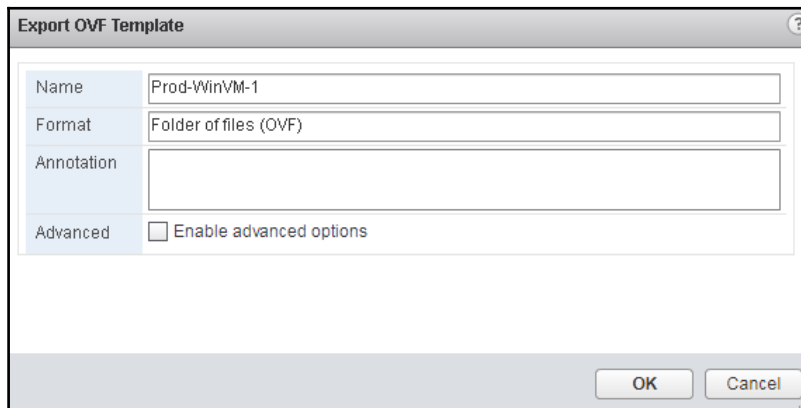 Export OVF Template
?
Name Prod-WinVM-1
Format Folder of files (OVF)
Annotation
Advanced Enable advanced options
OK Cancel